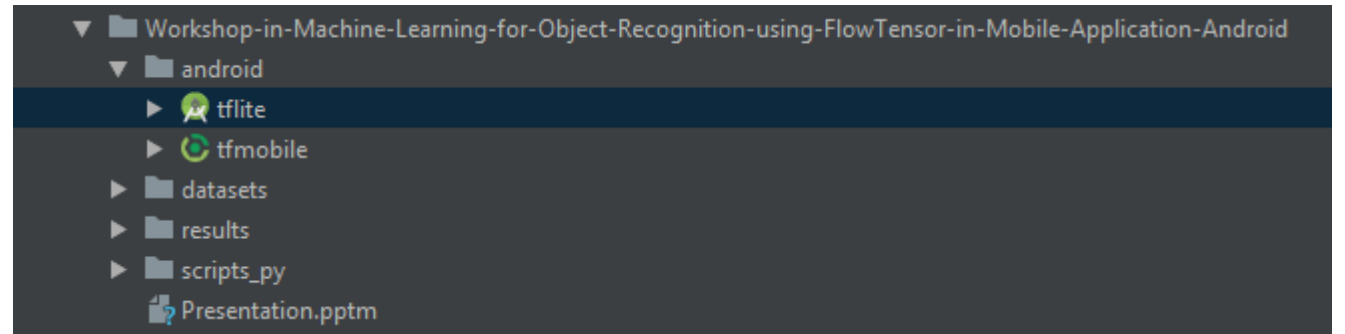 Workshop-in-Machine-Learning-for-Object-Recognition-using-FlowTensor-in-Mobile-Application-Android
android
tflite
tfmobile
datasets
results
scripts_py
Presentation.pptm